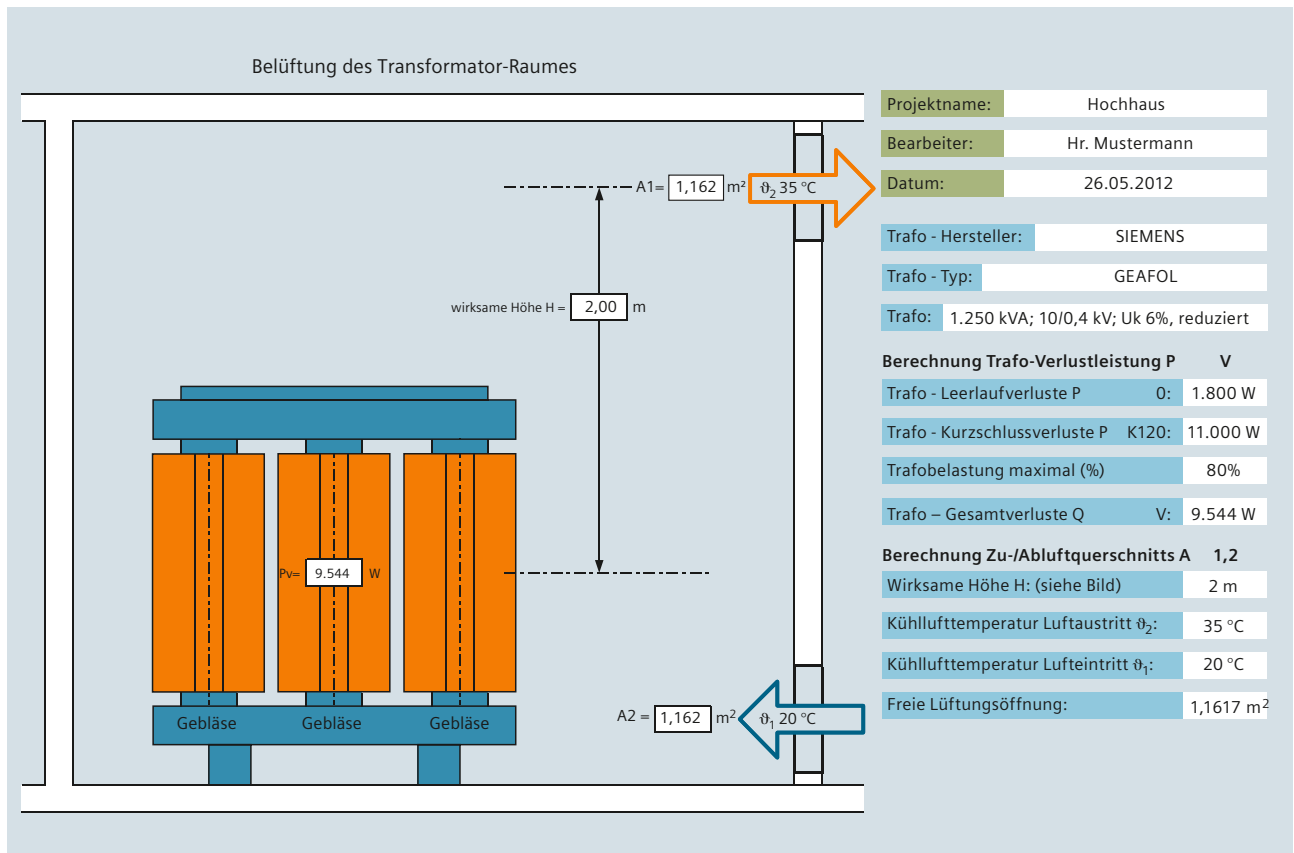 Belüftung des Transformator-Raumes
A1= 1,162 m² ϑ2 35 °C
wirksame Höhe H = 2,00 m
Pv= 9.544 W
Gebläse Gebläse Gebläse
A2 = 1,162 m² ϑ1 20 °C
Projektname: Hochhaus
Bearbeiter: Hr. Mustermann
Datum: 26.05.2012
Trafo - Hersteller: SIEMENS
Trafo - Typ: GEAFOL
Trafo: 1.250 kVA; 10/0,4 kV; Uk 6%, reduziert
Berechnung Trafo-Verlustleistung P V
Trafo - Leerlaufverluste P 0: 1.800 W
Trafo - Kurzschlussverluste P K120: 11.000 W
Trafobelastung maximal (%) 80%
Trafo – Gesamtverluste Q V: 9.544 W
Berechnung Zu-/Abluftquerschnitts A 1,2
Wirksame Höhe H: (siehe Bild) 2 m
Kühllufttemperatur Luftaustritt ϑ2: 35 °C
Kühllufttemperatur Lufteintritt ϑ1: 20 °C
Freie Lüftungsöffnung: 1,1617 m²